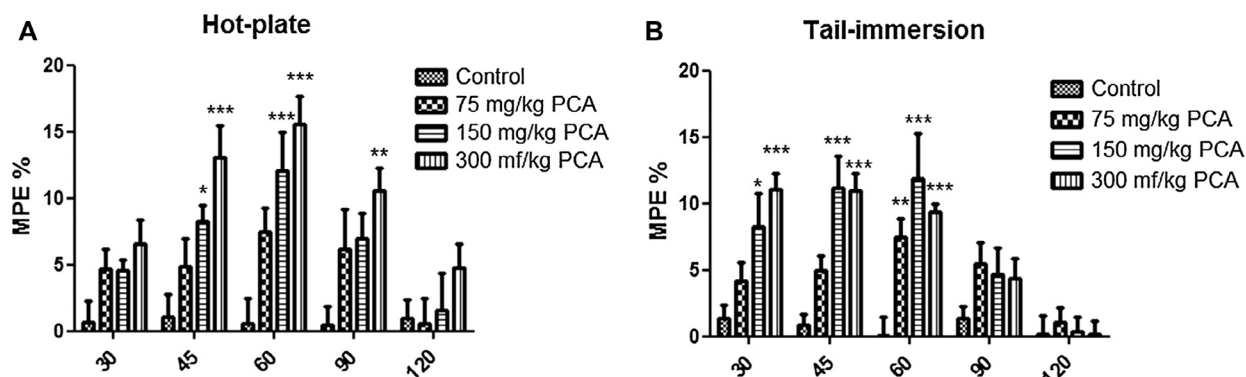 A
Hot-plate
MPE %
20
15
10
5
0
*
***
***
***
**
30
45
60
90
120
Control
75 mg/kg PCA
150 mg/kg PCA
300 mf/kg PCA
B
Tail-immersion
MPE %
20
15
10
5
0
*
***
***
***
**
***
***
30
45
60
90
120
Control
75 mg/kg PCA
150 mg/kg PCA
300 mf/kg PCA